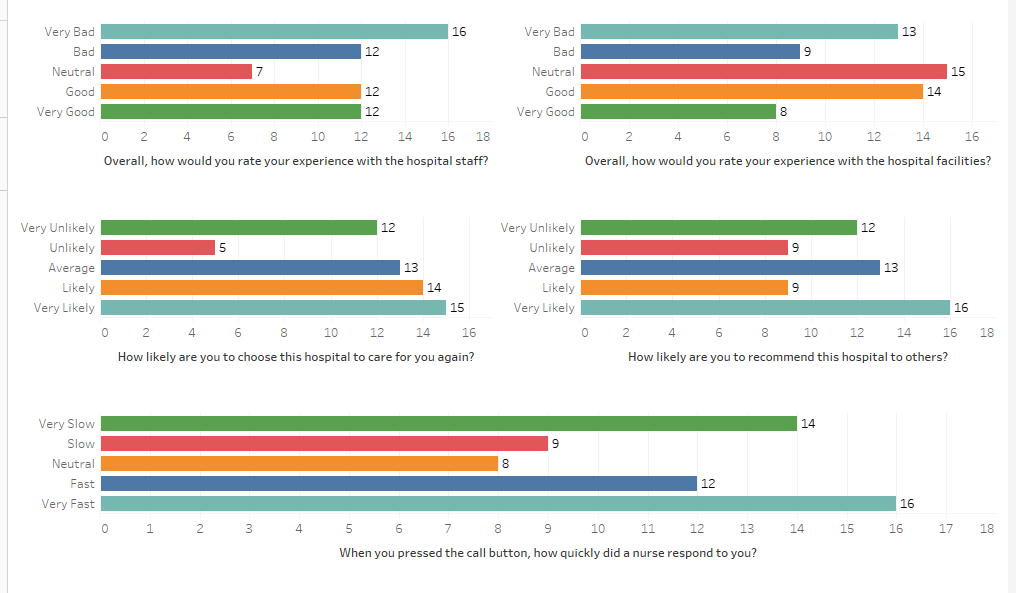 Very Bad 16 Very Bad 13
Bad 12 Bad 9
Neutral 7 Neutral 15
Good 12 Good 14
Very Good 12 Very Good 8
0 2 4 6 8 10 12 14 16 18 0 2 4 6 8 10 12 14 16
Overall, how would you rate your experience with the hospital staff? Overall, how would you rate your experience with the hospital facilities?
Very Unlikely 12 Very Unlikely 12
Unlikely 5 Unlikely 9
Average 13 Average 13
Likely 14 Likely 9
Very Likely 15 Very Likely 16
0 2 4 6 8 10 12 14 16 0 2 4 6 8 10 12 14 16 18
How likely are you to choose this hospital to care for you again? How likely are you to recommend this hospital to others?
Very Slow 14
Slow 9
Neutral 8
Fast 12
Very Fast 16
0 1 2 3 4 5 6 7 8 9 10 11 12 13 14 15 16 17 18
When you pressed the call button, how quickly did a nurse respond to you?